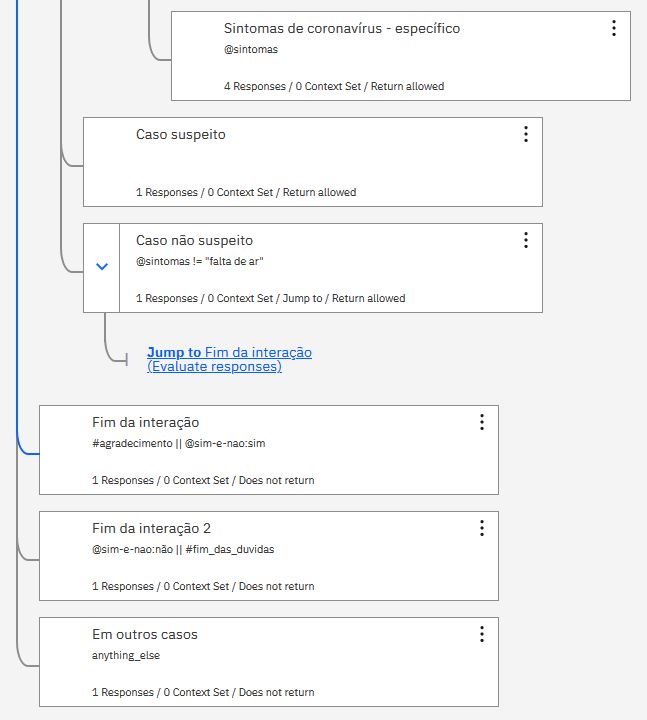 Sintomas de coronavírus - específico
@sintomas
4 Responses / 0 Context Set / Return allowed
Caso suspeito
1 Responses / 0 Context Set / Return allowed
Caso não suspeito
@sintomas != "falta de ar"
1 Responses / 0 Context Set / Jump to / Return allowed
Jump to Fim da interação
(Evaluate responses)
Fim da interação
#agradecimento || @sim-e-nao:sim
1 Responses / 0 Context Set / Does not return
Fim da interação 2
@sim-e-nao:não || #fim_das_duvidas
1 Responses / 0 Context Set / Does not return
Em outros casos
anything_else
1 Responses / 0 Context Set / Does not return